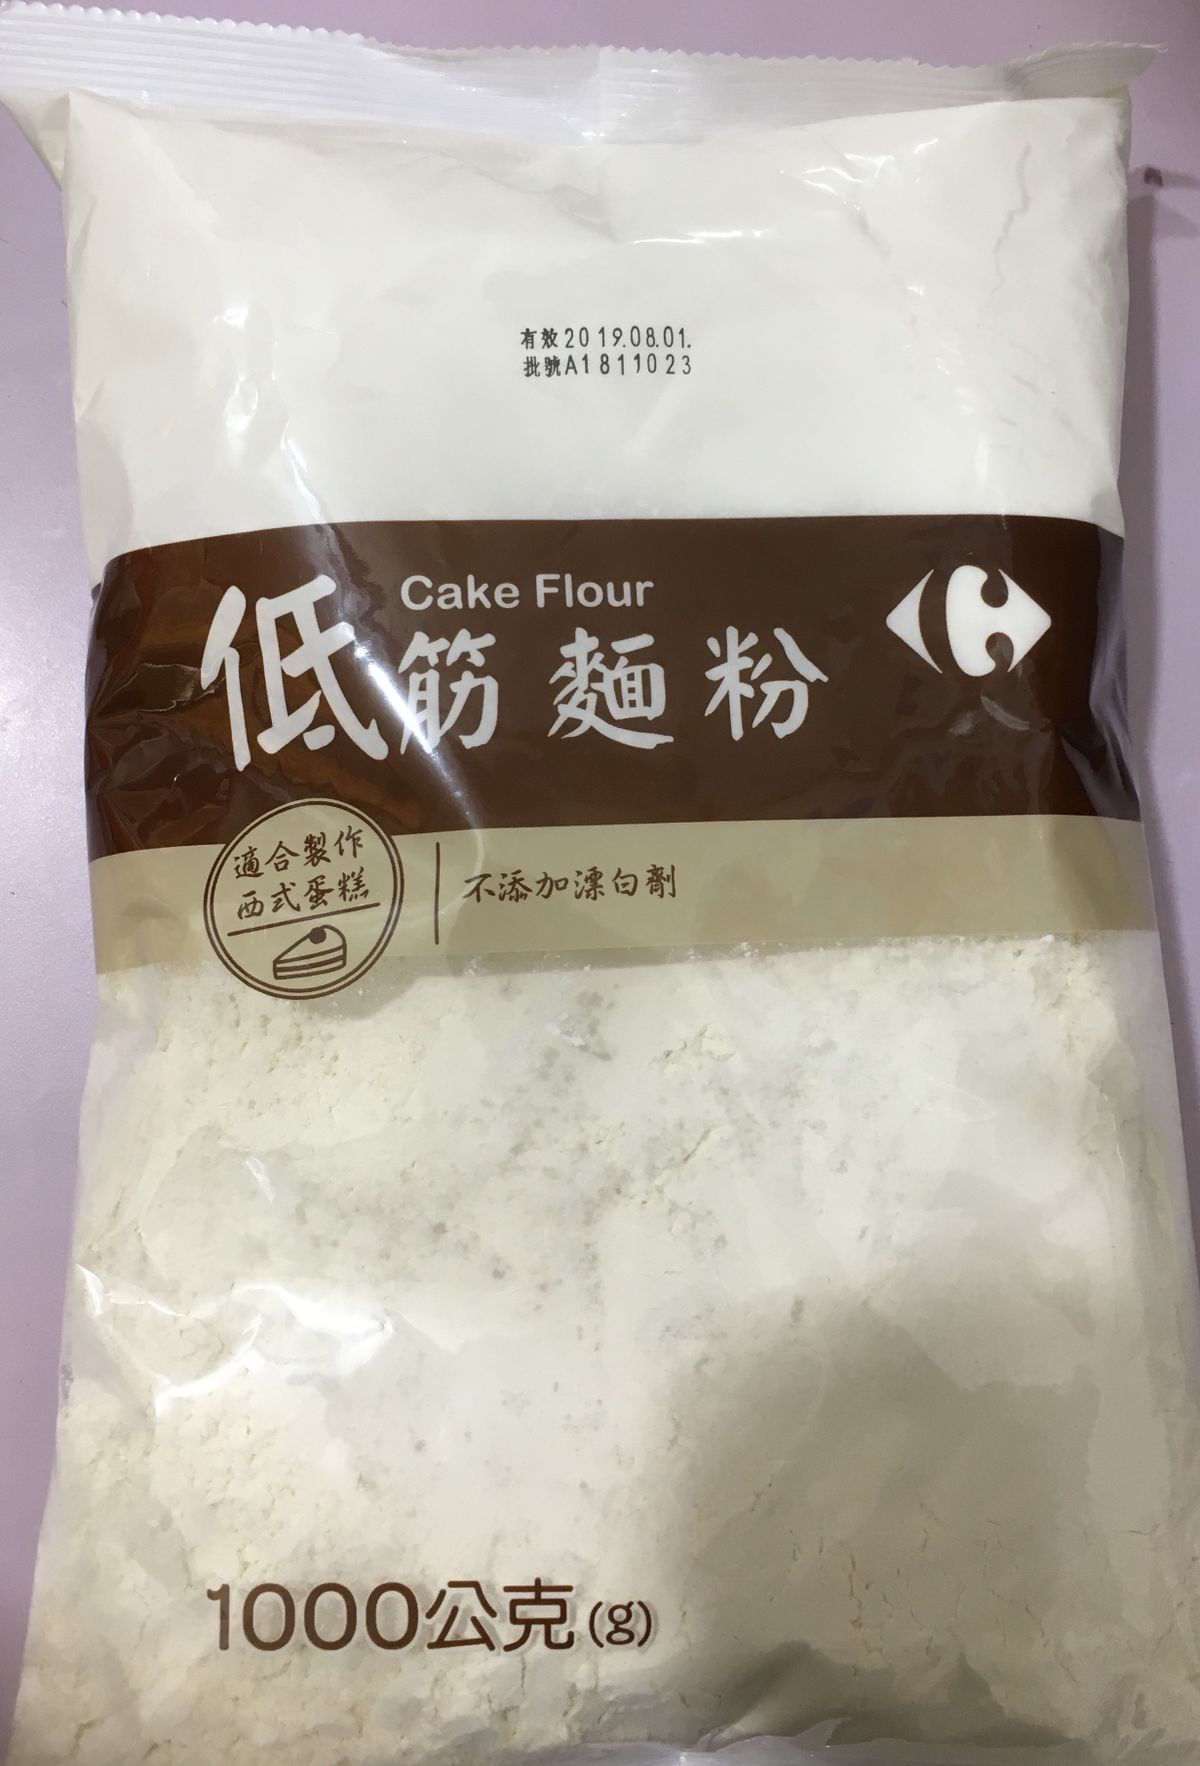 有效2019.08.01.
批號A1811023
Cake Flour
低筋麵粉
適合製作
西式蛋糕
不添加漂白劑
1000公克(g)